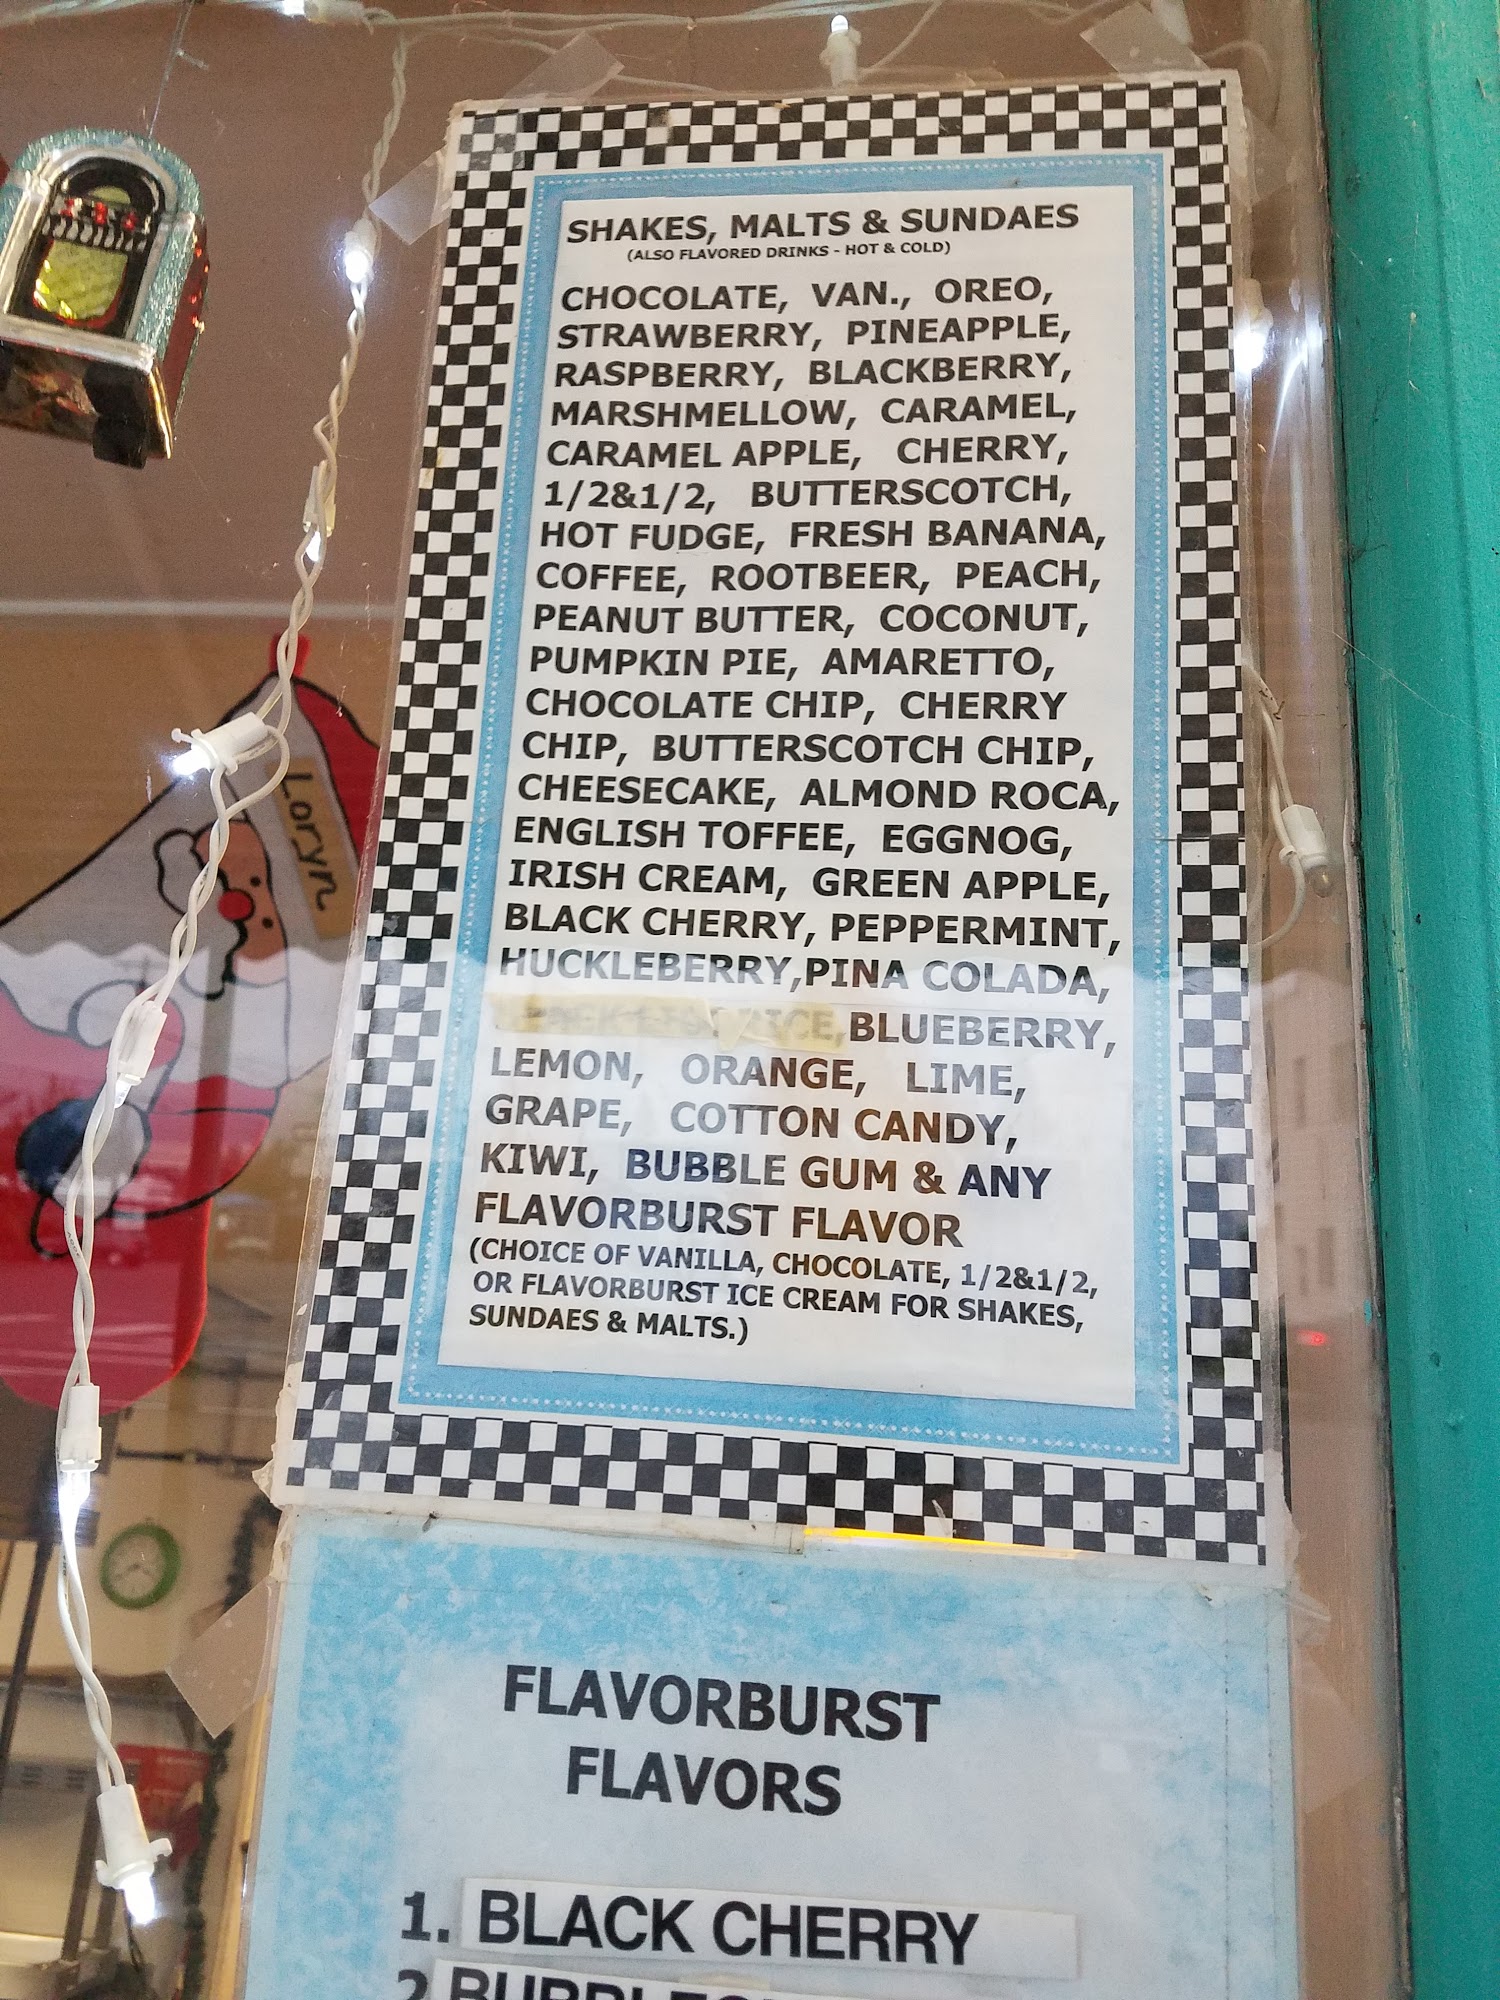 SHAKES, MALTS & SUNDAES
(ALSO FLAVORED DRINKS - HOT & COLD)
CHOCOLATE, VAN., OREO,
STRAWBERRY, PINEAPPLE,
RASPBERRY, BLACKBERRY,
MARSHMELLOW, CARAMEL,
CARAMEL APPLE, CHERRY,
1/2&1/2, BUTTERSCOTCH,
HOT FUDGE, FRESH BANANA,
COFFEE, ROOTBEER, PEACH,
PEANUT BUTTER, COCONUT,
PUMPKIN PIE, AMARETTO,
CHOCOLATE CHIP, CHERRY
CHIP, BUTTERSCOTCH CHIP,
CHEESECAKE, ALMOND ROCA,
ENGLISH TOFFEE, EGGNOG,
IRISH CREAM, GREEN APPLE,
BLACK CHERRY, PEPPERMINT,
HUCKLEBERRY, PINA COLADA,
BLUEBERRY,
LEMON, ORANGE, LIME,
GRAPE, COTTON CANDY,
KIWI, BUBBLE GUM & ANY
FLAVORBURST FLAVOR
(CHOICE OF VANILLA, CHOCOLATE, 1/2&1/2,
OR FLAVORBURST ICE CREAM FOR SHAKES,
SUNDAES & MALTS.)
Loryn
FLAVORBURST
FLAVORS
1. BLACK CHERRY
2